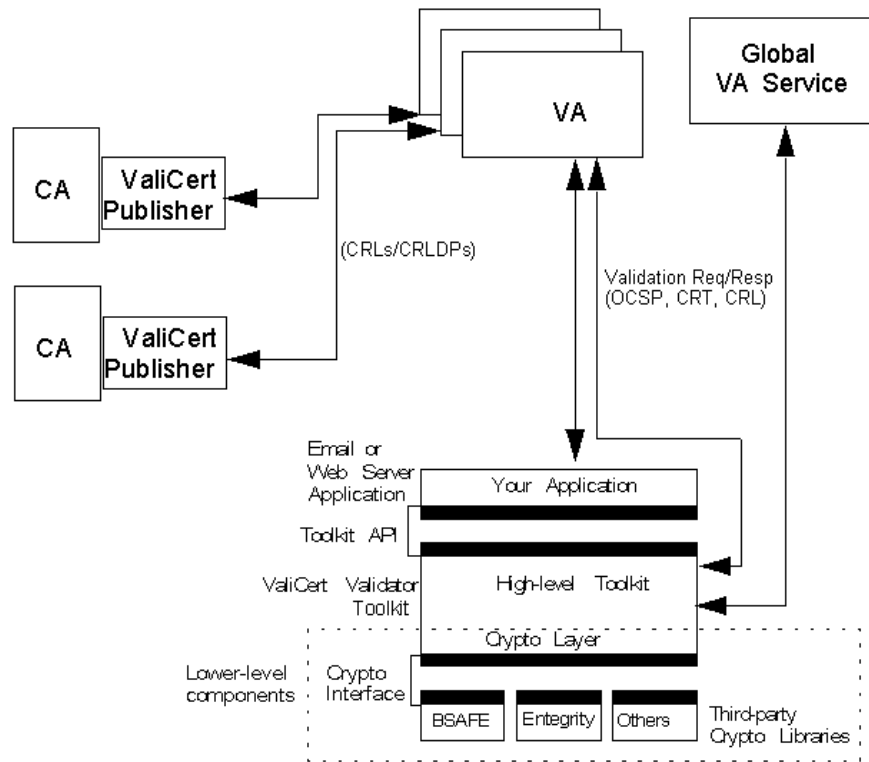 Global
VA Service
VA
CA
ValiCert
Publisher
(CRLs/CRLDPs)
Validation Req/Resp
(OCSP, CRT, CRL)
CA
ValiCert
Publisher
Email or
Web Server
Application
Your Application
Toolkit API
ValiCert Validator
Toolkit
High-level Toolkit
Crypto Layer
Lower-level
components
Crypto
Interface
BSAFE
Entegrity
Others
Third-party
Crypto Libraries